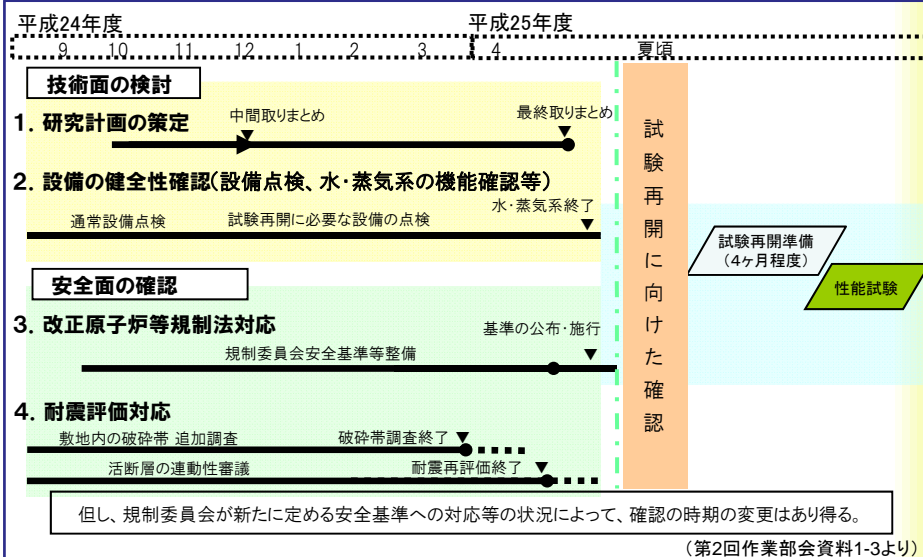 平成24年度 平成25年度
9 10 11 12 1 2 3 4 夏頃
技術面の検討
1. 研究計画の策定
中間取りまとめ
最終取りまとめ
2. 設備の健全性確認(設備点検、水・蒸気系の機能確認等)
水・蒸気系終了
通常設備点検
試験再開に必要な設備の点検
安全面の確認
3. 改正原子炉等規制法対応
基準の公布・施行
規制委員会安全基準等整備
4. 耐震評価対応
敷地内の破砕帯 追加調査
破砕帯調査終了
活断層の連動性審議
耐震再評価終了
試験再開に向けた確認
試験再開準備
(4ヶ月程度)
性能試験
但し、規制委員会が新たに定める安全基準への対応等の状況によって、確認の時期の変更はあり得る。
(第2回作業部会資料1-3より)